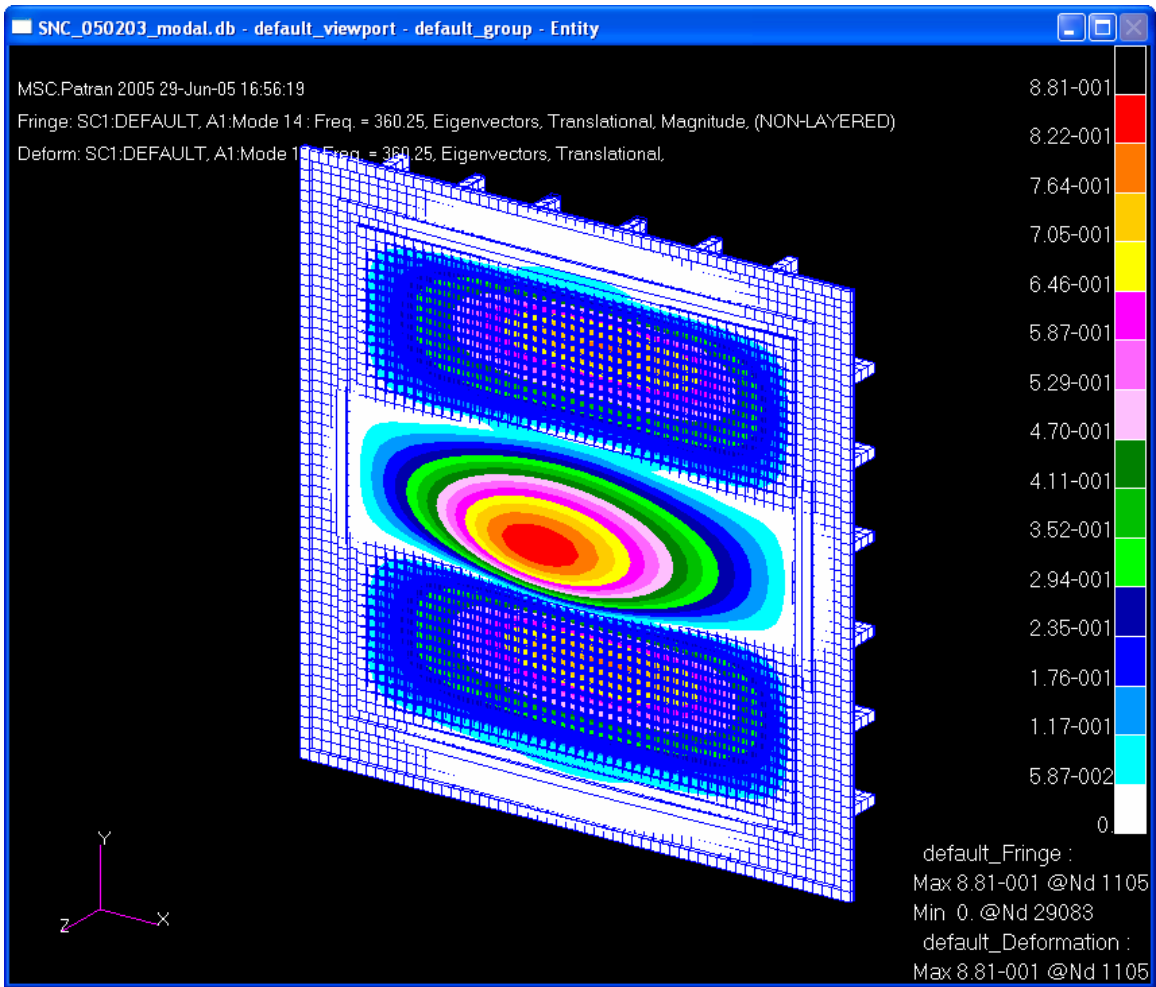 SNC_050203_modal.db - default_viewport - default_group - Entity
MSC.Patran 2005 29-Jun-05 16:56:19
Fringe: SC1:DEFAULT, A1:Mode 14 : Freq. = 360.25, Eigenvectors, Translational, Magnitude, (NON-LAYERED)
Deform: SC1:DEFAULT, A1:Mode 1 Freq. = 360.25, Eigenvectors, Translational,
8.81-001
8.22-001
7.64-001
7.05-001
6.46-001
5.87-001
5.29-001
4.70-001
4.11-001
3.52-001
2.94-001
2.35-001
1.76-001
1.17-001
5.87-002
0.
default_Fringe :
Max 8.81-001 @Nd 1105
Min 0. @Nd 29083
default_Deformation :
Max 8.81-001 @Nd 1105
Y
Z
X